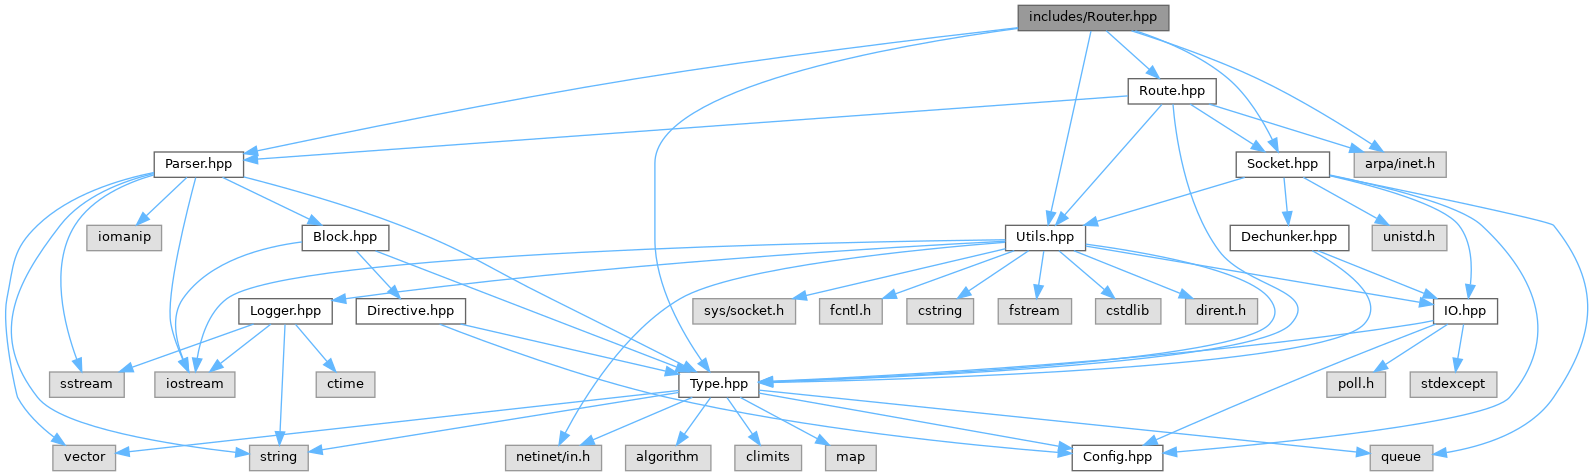 includes/Router.hpp
Route.hpp
Parser.hpp
Socket.hpp
arpa/inet.h
iomanip
Block.hpp
Utils.hpp
Dechunker.hpp
unistd.h
Logger.hpp
Directive.hpp
sys/socket.h
fcntl.h
cstring
fstream
cstdlib
dirent.h
IO.hpp
sstream
iostream
ctime
Type.hpp
poll.h
stdexcept
vector
string
netinet/in.h
algorithm
climits
map
Config.hpp
queue